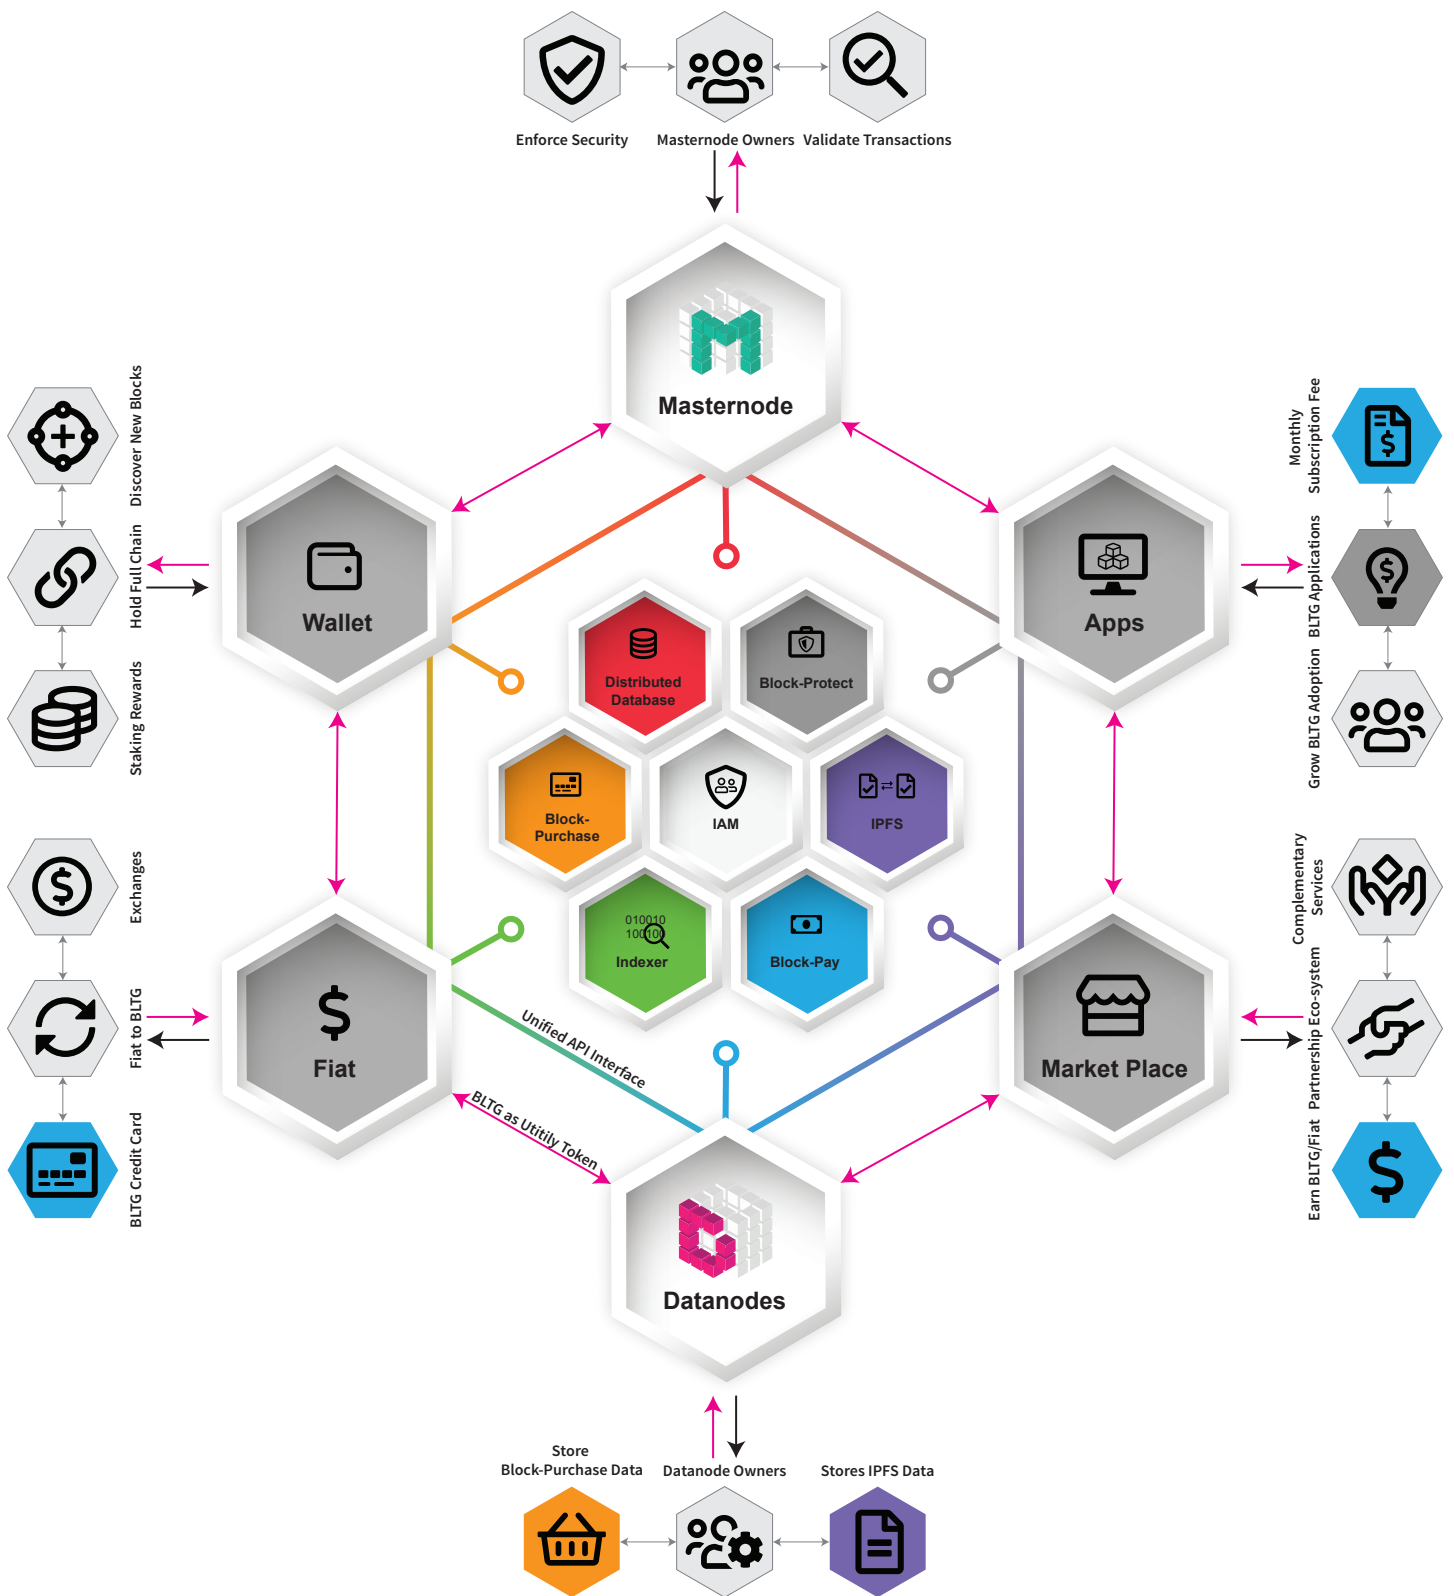 Enforce Security
Masternode Owners
Validate Transactions
Masternode
Discover New Blocks
Hold Full Chain
Staking Rewards
Wallet
Monthly
Subscription Fee
BLTG Applications
Grow BLTG Adoption
Apps
Distributed
Database
Block-Protect
Block-
Purchase
IAM
IPFS
010010
100100
Indexer
Block-Pay
Exchanges
Fiat to BLTG
BLTG Credit Card
Fiat
Complementary
Services
Partnership Eco-system
Earn BLTG/Fiat
Market Place
Unified API Interface
BLTG as Utitily Token
Datanodes
Store
Block-Purchase Data
Datanode Owners
Stores IPFS Data